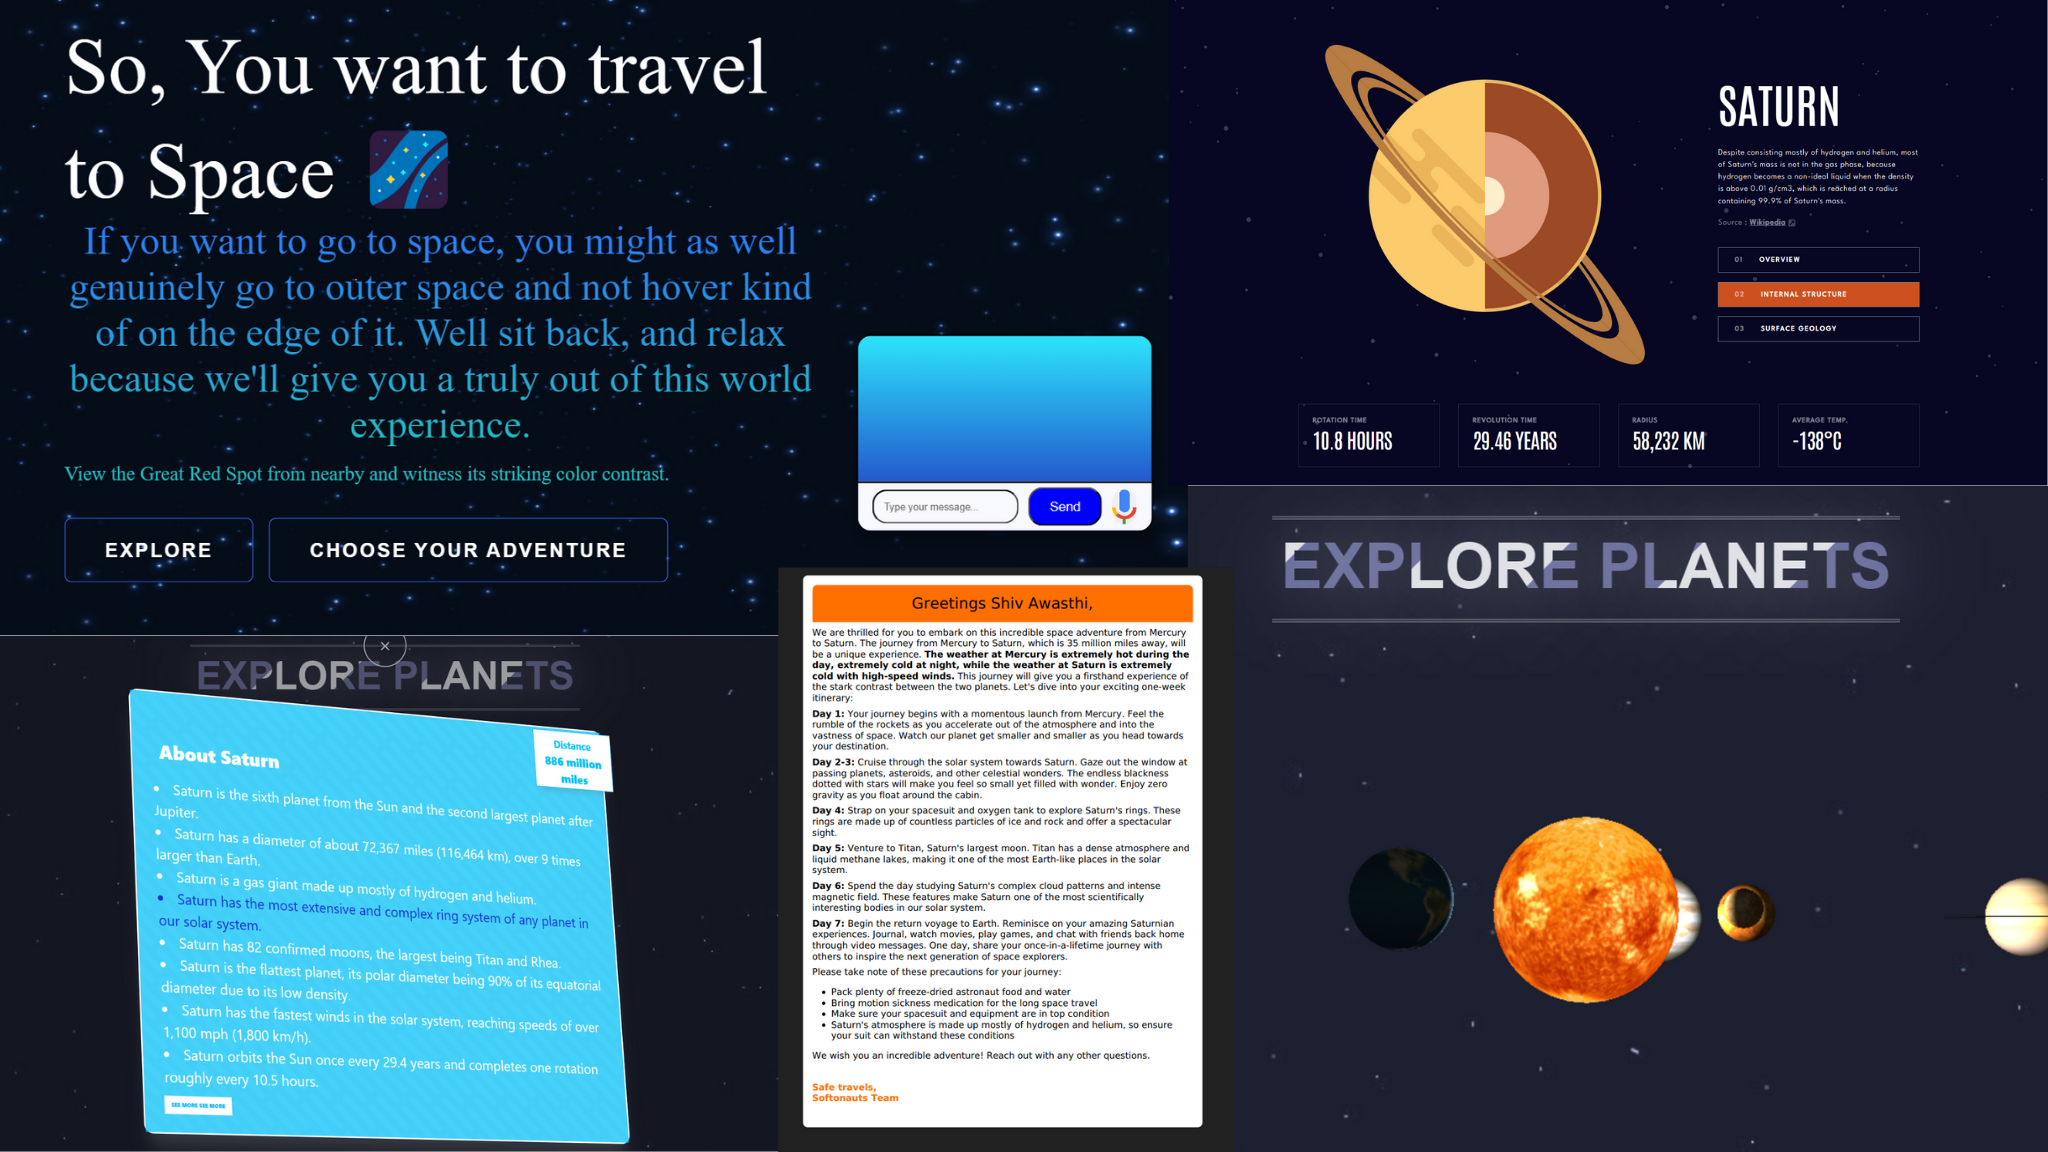 So, You want to travel
to Space
If you want to go to space, you might as well
genuinely go to outer space and not hover kind
of on the edge of it. Well sit back, and relax
because we'll give you a truly out of this world
experience.
View the Great Red Spot from nearby and witness its striking color contrast.
EXPLORE
CHOOSE YOUR ADVENTURE
Type your message...
Send
SATURN
Despite consisting mostly of hydrogen and helium, most
of Saturn's mass is not in the gas phase, because
hydrogen becomes a non-ideal liquid when the density
is above 0.01 g/cm3, which is reached at a radius
containing 99.9% of Saturn's mass.
Source : Wikipedia
01 OVERVIEW
02 INTERNAL STRUCTURE
03 SURFACE GEOLOGY
ROTATION TIME
10.8 HOURS
REVOLUTION TIME
29.46 YEARS
RADIUS
58,232 KM
AVERAGE TEMP.
-138°C
EXPLORE PLANETS
EXPLORE PLANETS
Distance
886 million
miles
About Saturn
• Saturn is the sixth planet from the Sun and the second largest planet after
Jupiter.
• Saturn has a diameter of about 72,367 miles (116,464 km), over 9 times
larger than Earth.
• Saturn is a gas giant made up mostly of hydrogen and helium.
• Saturn has the most extensive and complex ring system of any planet in
our solar system.
• Saturn has 82 confirmed moons, the largest being Titan and Rhea.
• Saturn is the flattest planet, its polar diameter being 90% of its equatorial
diameter due to its low density.
• Saturn has the fastest winds in the solar system, reaching speeds of over
1,100 mph (1,800 km/h).
• Saturn orbits the Sun once every 29.4 years and completes one rotation
roughly every 10.5 hours.
SEE MORE SEE MORE
Greetings Shiv Awasthi,
We are thrilled for you to embark on this incredible space adventure from Mercury
to Saturn. The journey from Mercury to Saturn, which is 35 million miles away, will
be a unique experience. The weather at Mercury is extremely hot during the
day, extremely cold at night, while the weather at Saturn is extremely
cold with high-speed winds. This journey will give you a firsthand experience of
the stark contrast between the two planets. Let's dive into your exciting one-week
itinerary:
Day 1: Your journey begins with a momentous launch from Mercury. Feel the
rumble of the rockets as you accelerate out of the atmosphere and into the
vastness of space. Watch our planet get smaller and smaller as you head towards
your destination.
Day 2-3: Cruise through the solar system towards Saturn. Gaze out the window at
passing planets, asteroids, and other celestial wonders. The endless blackness
dotted with stars will make you feel so small yet filled with wonder. Enjoy zero
gravity as you float around the cabin.
Day 4: Strap on your spacesuit and oxygen tank to explore Saturn's rings. These
rings are made up of countless particles of ice and rock and offer a spectacular
sight.
Day 5: Venture to Titan, Saturn's largest moon. Titan has a dense atmosphere and
liquid methane lakes, making it one of the most Earth-like places in the solar
system.
Day 6: Spend the day studying Saturn's complex cloud patterns and intense
magnetic field. These features make Saturn one of the most scientifically
interesting bodies in our solar system.
Day 7: Begin the return voyage to Earth. Reminisce on your amazing Saturnian
experiences. Journal, watch movies, play games, and chat with friends back home
through video messages. One day, share your once-in-a-lifetime journey with
others to inspire the next generation of space explorers.
Please take note of these precautions for your journey:
• Pack plenty of freeze-dried astronaut food and water
• Bring motion sickness medication for the long space travel
• Make sure your spacesuit and equipment are in top condition
• Saturn's atmosphere is made up mostly of hydrogen and helium, so ensure
your suit can withstand these conditions
We wish you an incredible adventure! Reach out with any other questions.
Safe travels,
Softonauts Team